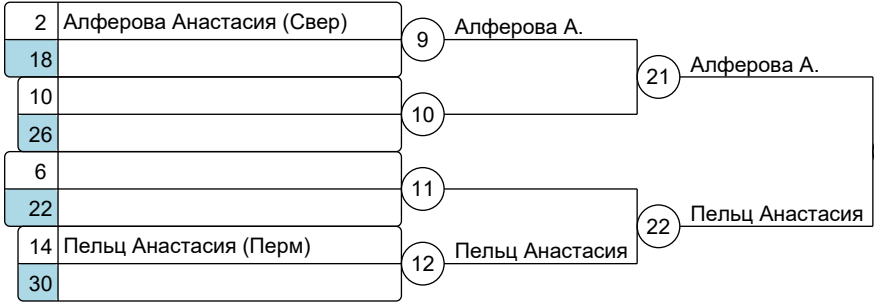 2 Алферова Анастасия (Свер)
18
9 Алферова А.
10
26
10
21 Алферова А.
6
22
11
14 Пельц Анастасия (Перм)
30
12 Пельц Анастасия
22 Пельц Анастасия